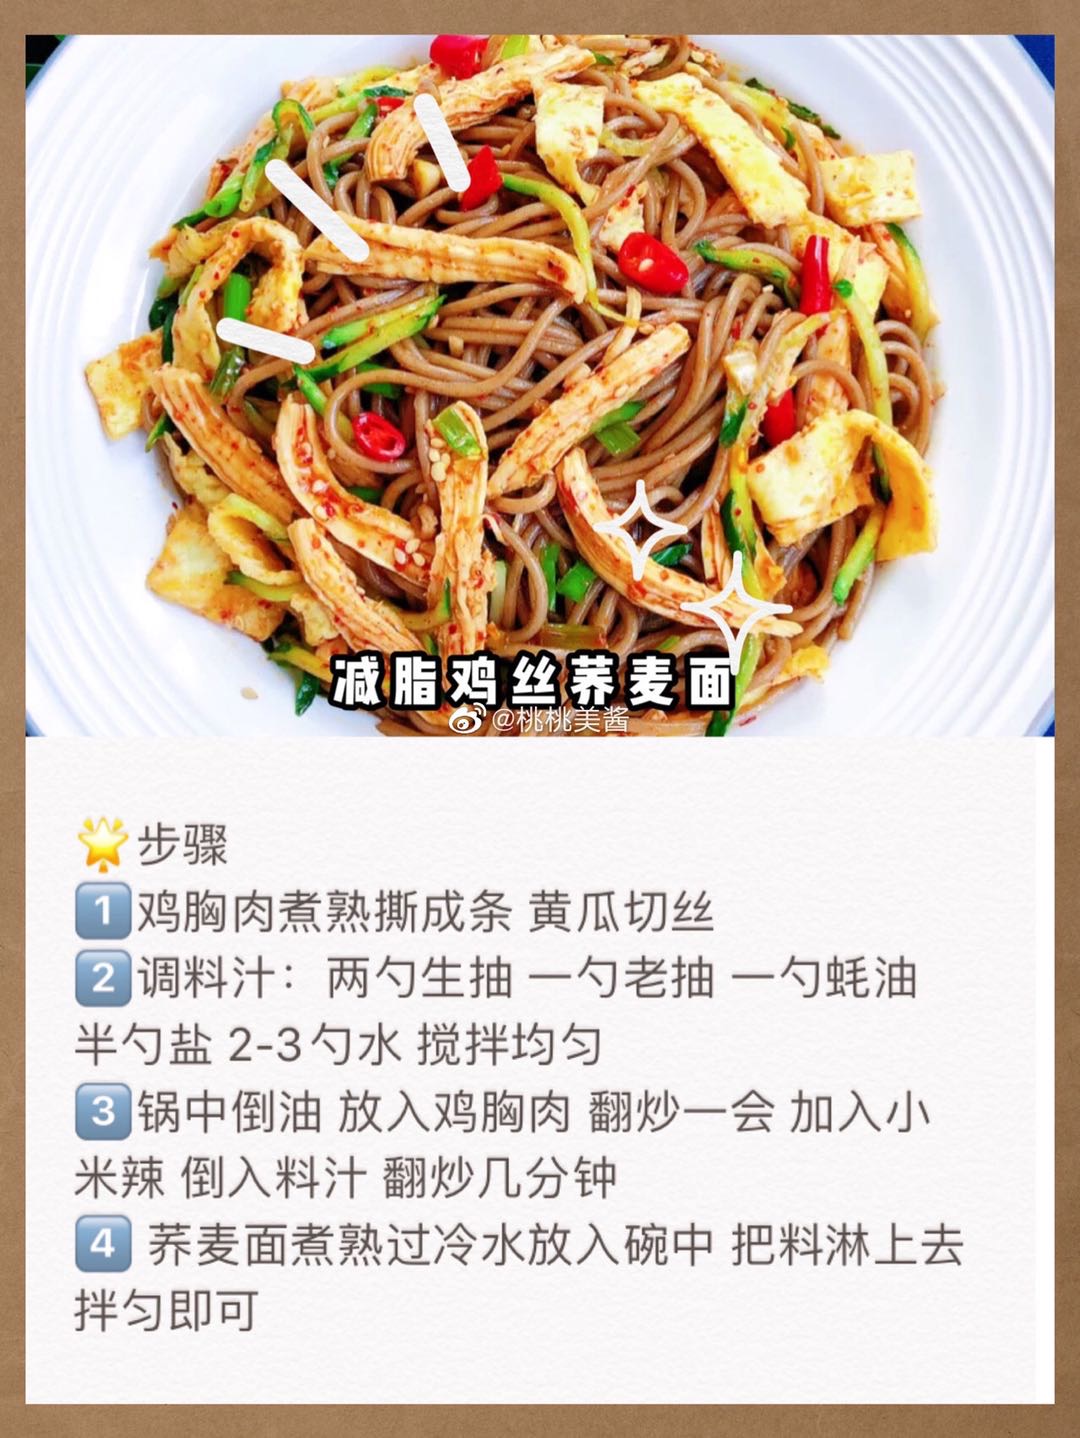 减脂鸡丝荞麦面
@桃桃美酱
🌟步骤
1️⃣鸡胸肉煮熟撕成条 黄瓜切丝
2️⃣调料汁：两勺生抽 一勺老抽 一勺蚝油
半勺盐 2-3勺水 搅拌均匀
3️⃣锅中倒油 放入鸡胸肉 翻炒一会 加入小
米辣 倒入料汁 翻炒几分钟
4️⃣ 荞麦面煮熟过冷水放入碗中 把料淋上去
拌匀即可